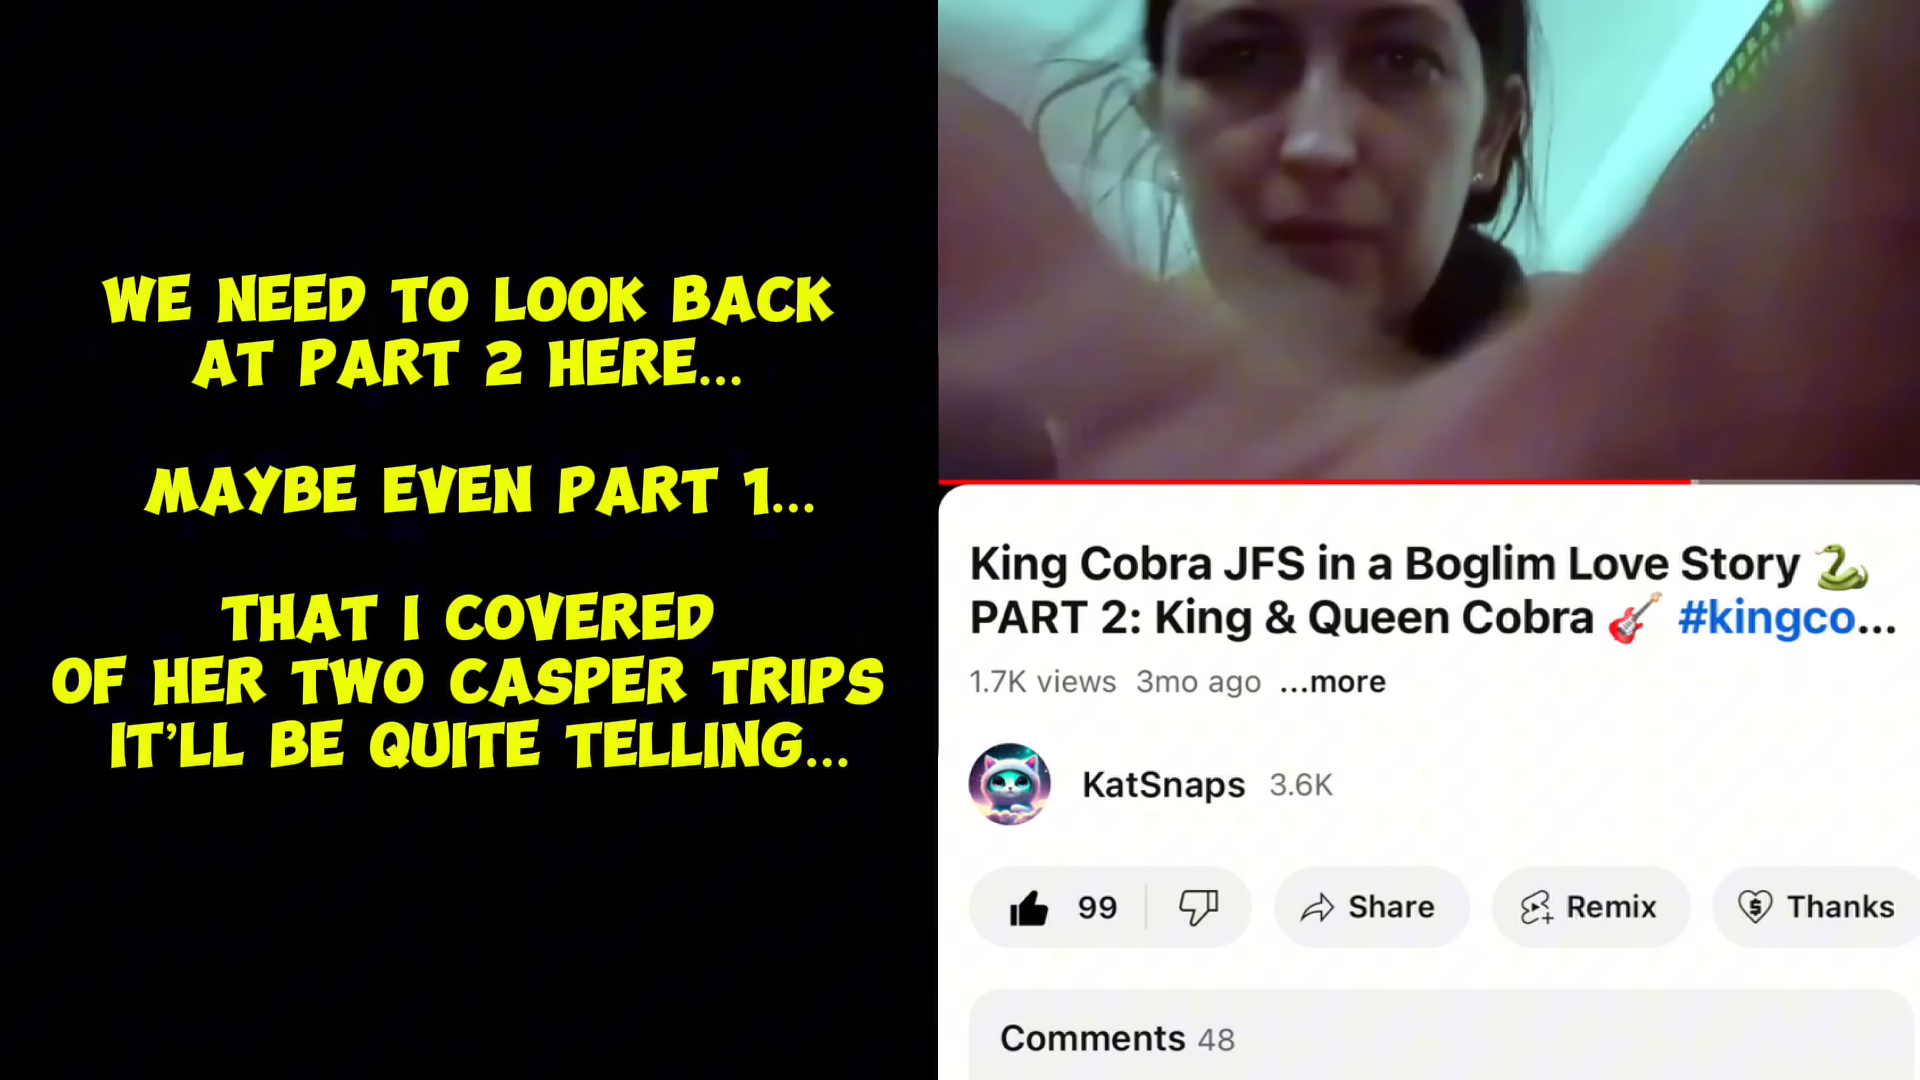 WE NEED TO LOOK BACK
AT PART 2 HERE...
MAYBE EVEN PART 1...
THAT I COVERED
OF HER TWO CASPER TRIPS
IT'LL BE QUITE TELLING...
King Cobra JFS in a Boglim Love Story 🐍
PART 2: King & Queen Cobra 🎸 #kingco...
1.7K views 3mo ago ...more
KatSnaps 3.6K
99 Share Remix Thanks
Comments 48